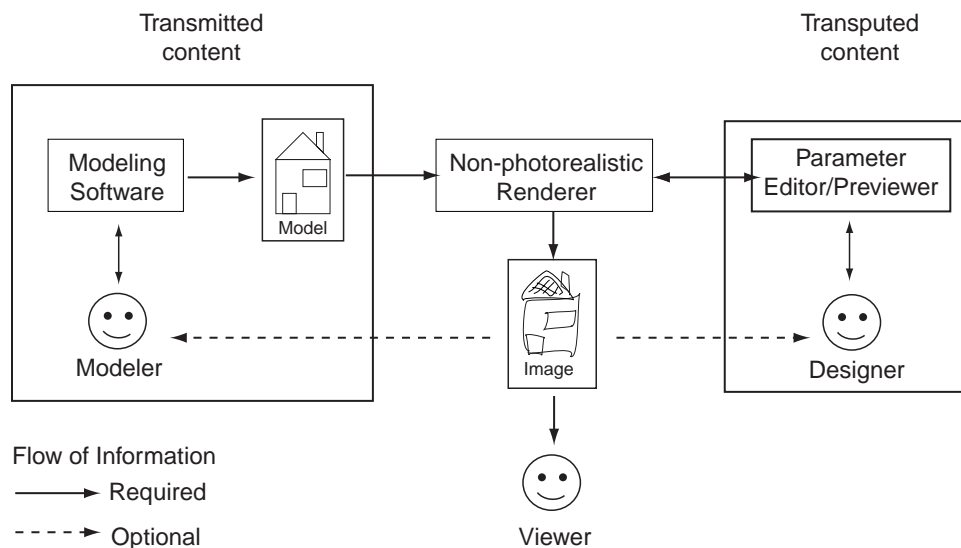 Transmitted
content
Transputed
content
Modeling
Software
Model
Non-photorealistic
Renderer
Parameter
Editor/Previewer
Modeler
Image
Designer
Flow of Information
Required
Optional
Viewer